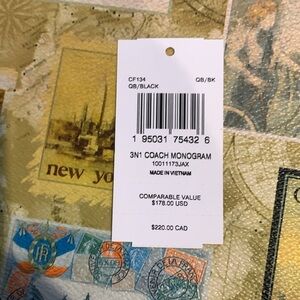 CF134 QB/BK
QB/BLACK
1 95031 75432 6
3N1 COACH MONOGRAM
10011173JAX
MADE IN VIETNAM
COMPARABLE VALUE
$178.00 USD
$220.00 CAD
new yo